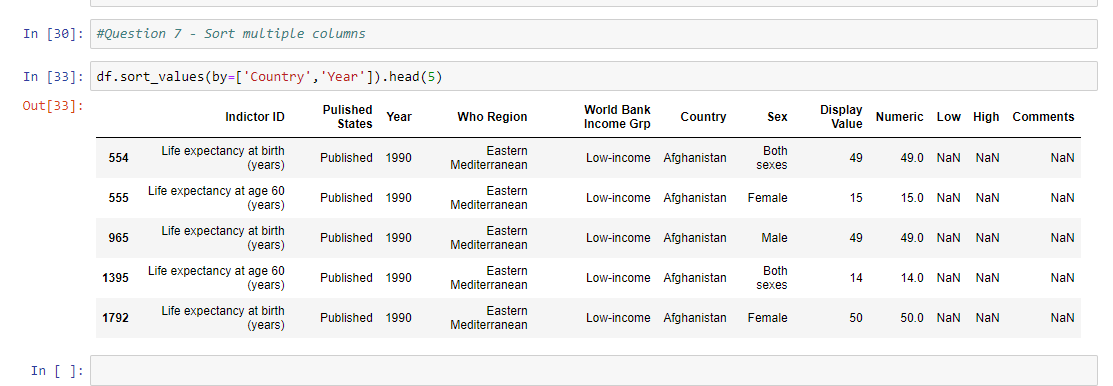 In [30]: #Question 7 - Sort multiple columns
In [33]: df.sort_values(by=['Country','Year']).head(5)
Out[33]:
Indictor ID Pulished States Year Who Region World Bank Income Grp Country Sex Display Value Numeric Low High Comments
554 Life expectancy at birth (years) Published 1990 Eastern Mediterranean Low-income Afghanistan Both sexes 49 49.0 NaN NaN NaN
555 Life expectancy at age 60 (years) Published 1990 Eastern Mediterranean Low-income Afghanistan Female 15 15.0 NaN NaN NaN
965 Life expectancy at birth (years) Published 1990 Eastern Mediterranean Low-income Afghanistan Male 49 49.0 NaN NaN NaN
1395 Life expectancy at age 60 (years) Published 1990 Eastern Mediterranean Low-income Afghanistan Both sexes 14 14.0 NaN NaN NaN
1792 Life expectancy at birth (years) Published 1990 Eastern Mediterranean Low-income Afghanistan Female 50 50.0 NaN NaN NaN
In [ ]: